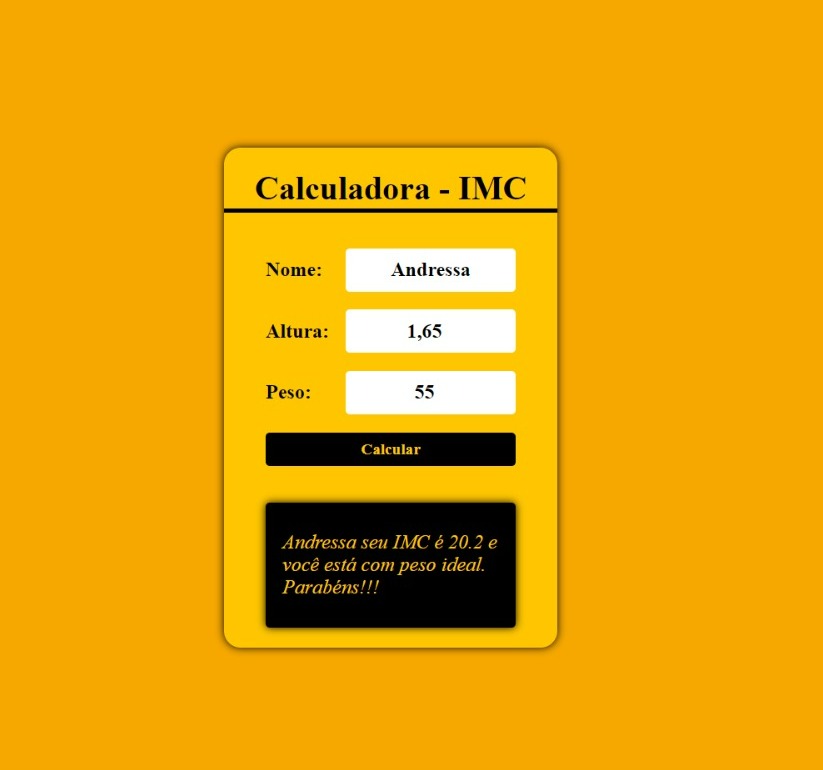 Calculadora - IMC
Nome: Andressa
Altura: 1,65
Peso: 55
Calcular
Andressa seu IMC é 20.2 e
você está com peso ideal.
Parabéns!!!